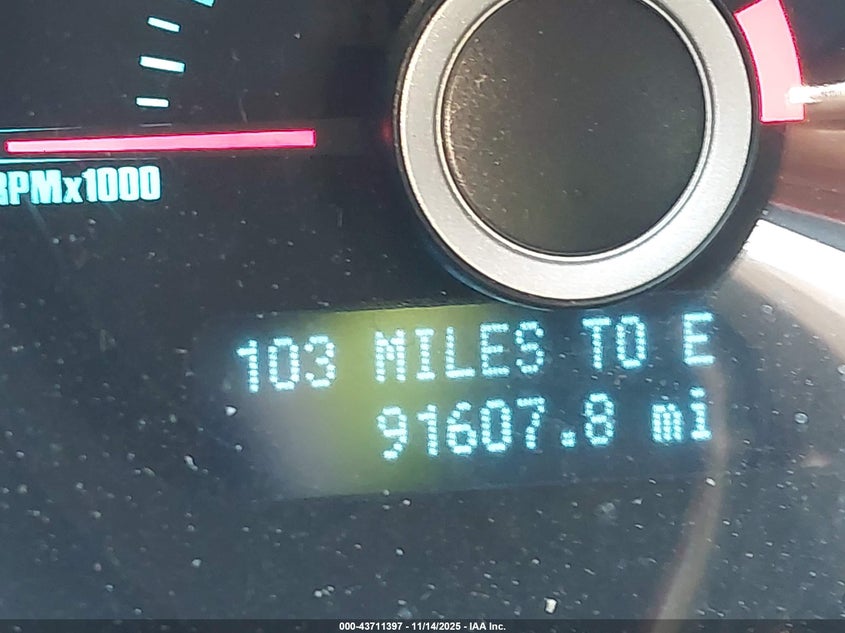 RPMx1000
103 MILES TO E
91607.8 mi
000-43711397 - 11/14/2025 - IAA Inc.